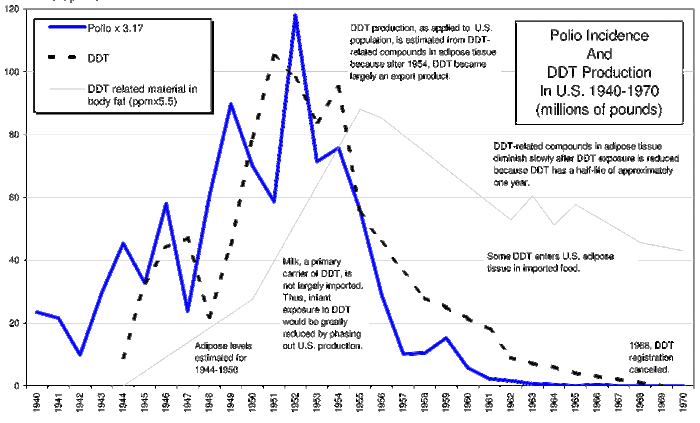 120
100
80
60
40
20
0
Polio x 3.17
DDT
DDT related material in
body fat (ppmx5.5)
DDT production, as applied to U.S.
population, is estimated from DDT-
related compounds in adipose tissue
because after 1954, DDT became
largely an export product.
Polio Incidence
And
DDT Production
In U.S. 1940-1970
(millions of pounds)
DDT-related compounds in adipose tissue
diminish slowly after DDT exposure is reduced
because DDT has a half-life of approximately
one year.
Milk, a primary
carrier of DDT, is
not largely imported.
Thus, infant
exposure to DDT
would be greatly
reduced by phasing
out U.S. production.
Some DDT enters U.S. adipose
tissue in imported food.
Adipose levels
estimated for
1944-1950
1968, DDT
registration
cancelled.
1940
1941
1942
1943
1944
1945
1946
1947
1948
1949
1950
1951
1952
1953
1954
1955
1956
1957
1958
1959
1960
1961
1962
1963
1964
1965
1966
1967
1968
1969
1970